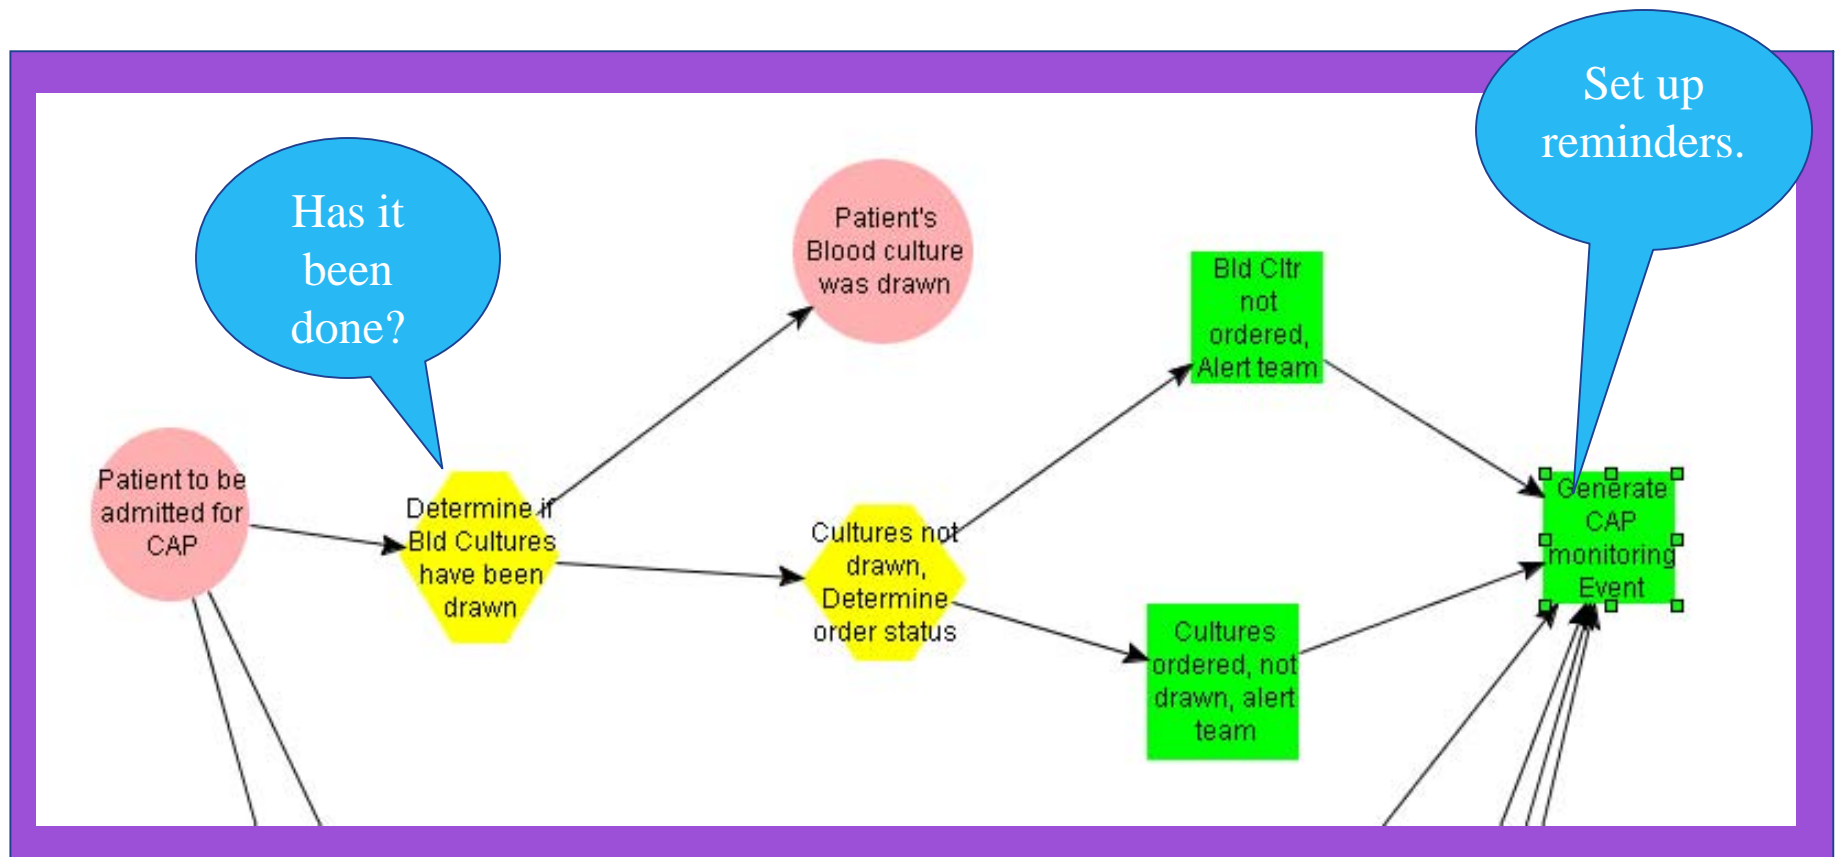 Set up
reminders.
Has it
been
done?
Patient's
Blood culture
was drawn
Bld Cltr
not
ordered,
Alert team
Patient to be
admitted for
CAP
Determine if
Bld Cultures
have been
drawn
Cultures not
drawn,
Determine
order status
Generate
CAP
monitoring
Event
Cultures
ordered, not
drawn, alert
team